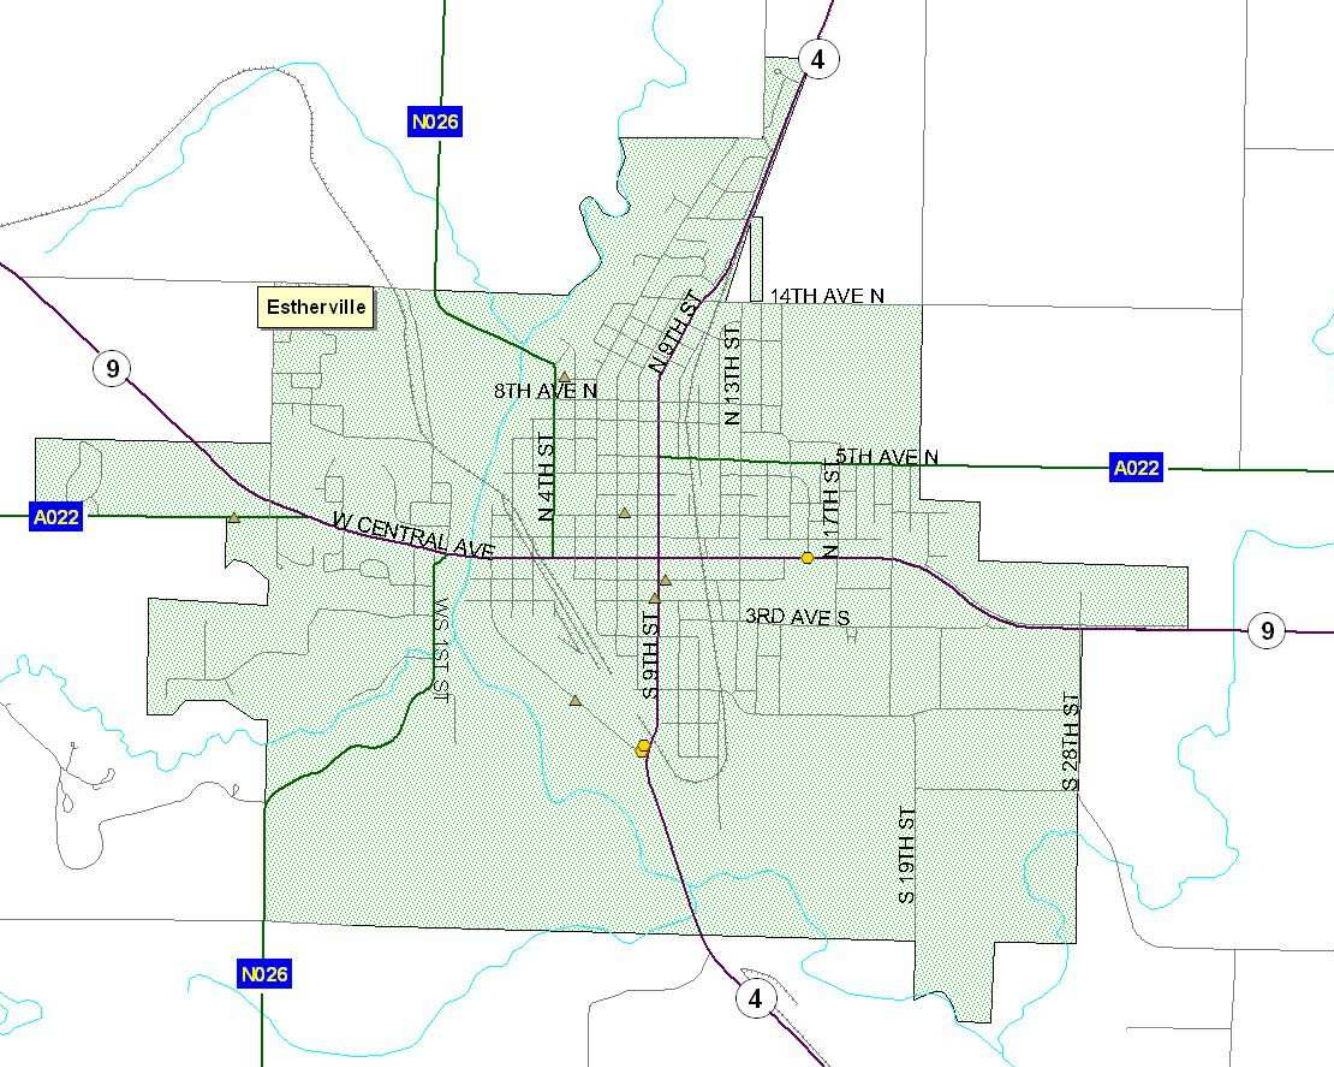 4
N026
14TH AVE N
Estherville
N 9TH ST
N 13TH ST
9
8TH AVE N
5TH AVE N
A022
N 4TH ST
N 17TH ST
A022
W CENTRAL AVE
3RD AVE S
9
W S 1ST ST
S 9TH ST
S 28TH ST
S 19TH ST
N026
4